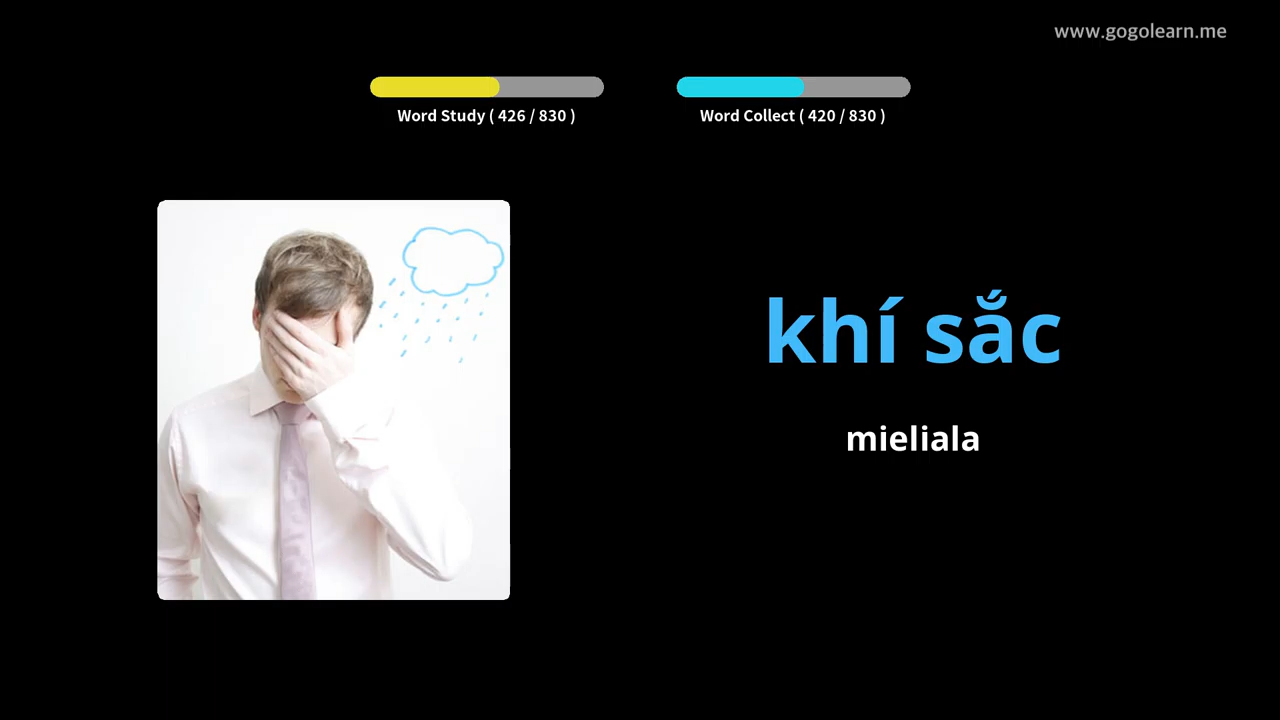 www.gogolearn.me
Word Study ( 426 / 830 )
Word Collect ( 420 / 830 )
khí sắc
mieliala